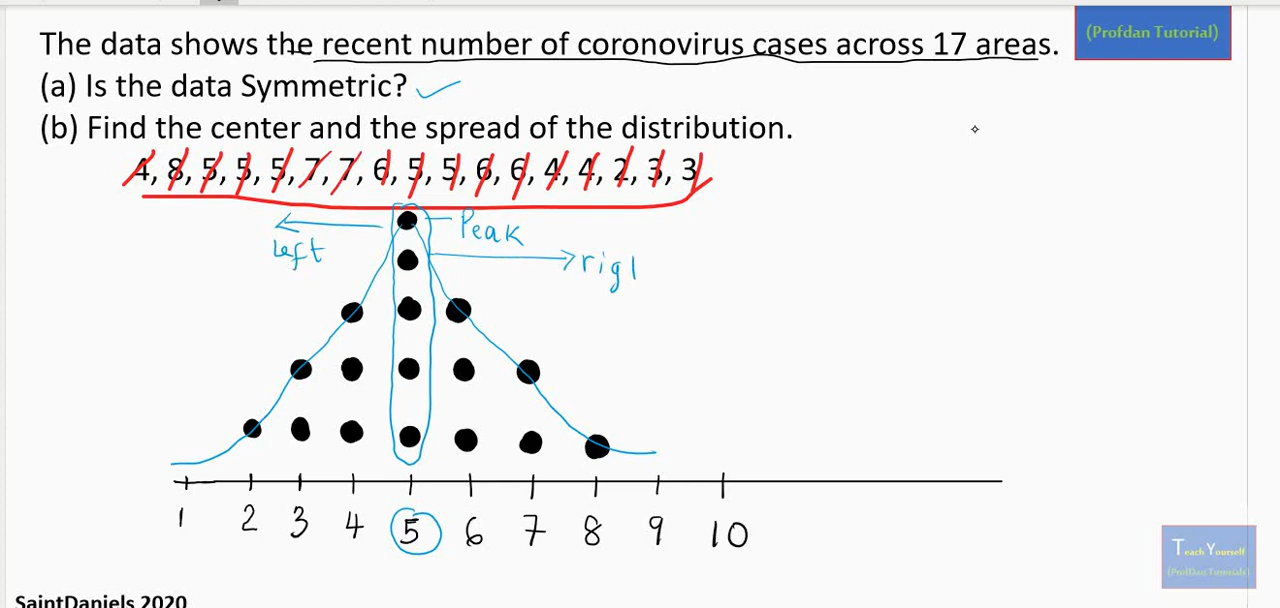 The data shows the recent number of coronovirus cases across 17 areas.
(Profdan Tutorial)
(a) Is the data Symmetric?
(b) Find the center and the spread of the distribution.
4, 8, 5, 5, 5, 7, 7, 6, 5, 5, 6, 6, 4, 4, 2, 3, 3
Peak
left
rigl
1 2 3 4 5 6 7 8 9 10
Teach Yourself
(ProfDan Tutorials)
SaintDaniels 2020